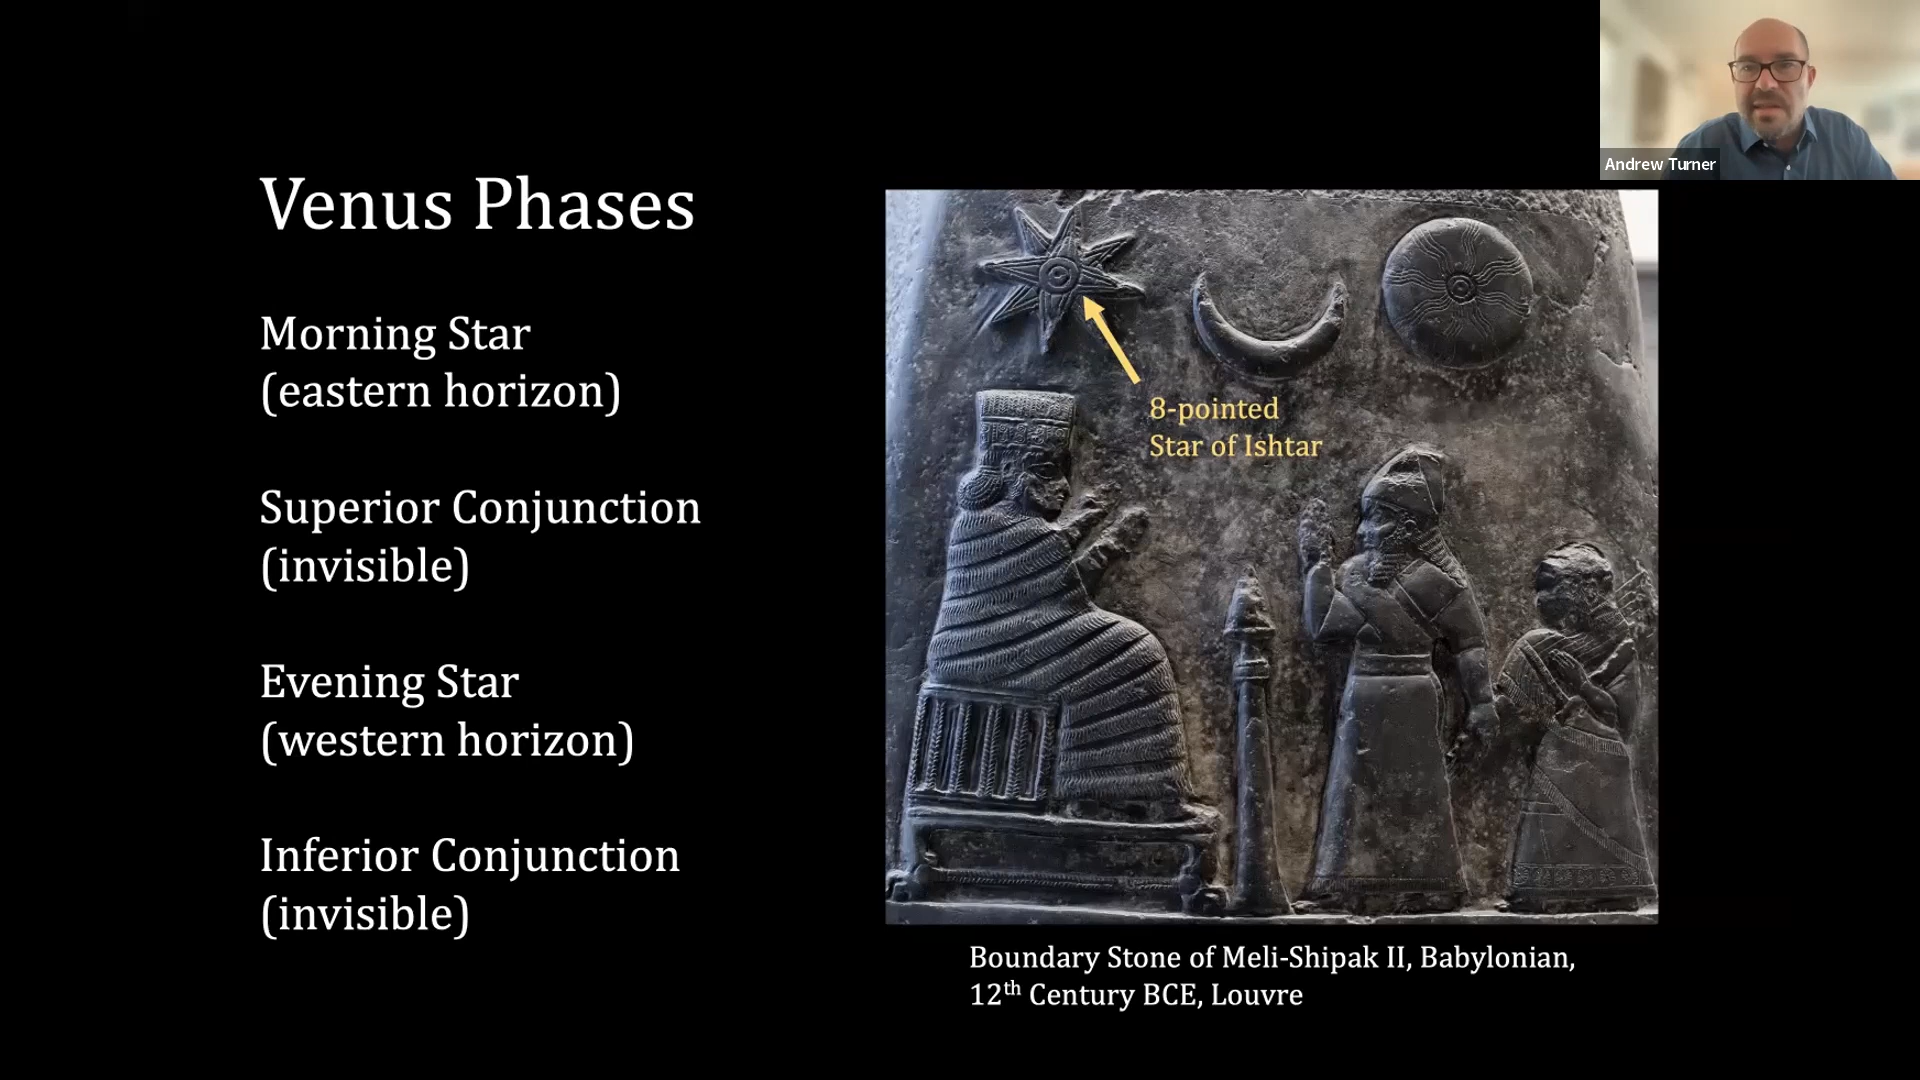 Andrew Turner
Venus Phases
Morning Star
(eastern horizon)
Superior Conjunction
(invisible)
Evening Star
(western horizon)
Inferior Conjunction
(invisible)
8-pointed
Star of Ishtar
Boundary Stone of Meli-Shipak II, Babylonian,
12th Century BCE, Louvre